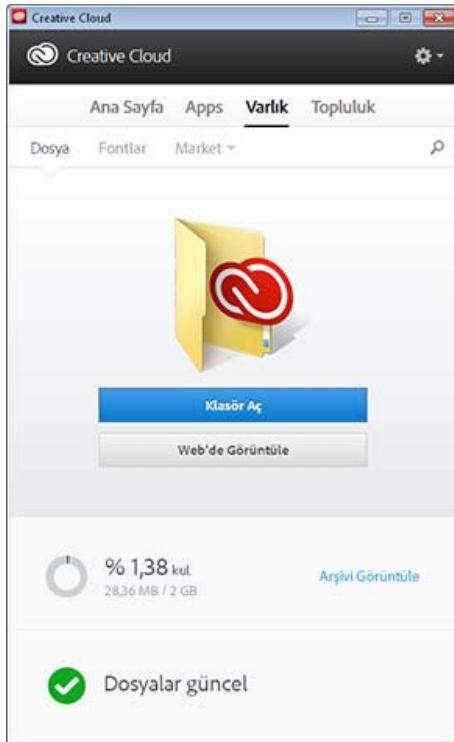 Creative Cloud
Creative Cloud
Ana Sayfa Apps Varlık Topluluk
Dosya Fontlar Market
Klasör Aç
Web'de Görüntüle
% 1,38 kul.
28,36 MB / 2 GB
Arşivi Görüntüle
Dosyalar güncel